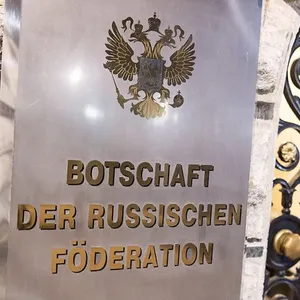 BOTSCHAFT
DER RUSSISCHEN
FÖDERATION